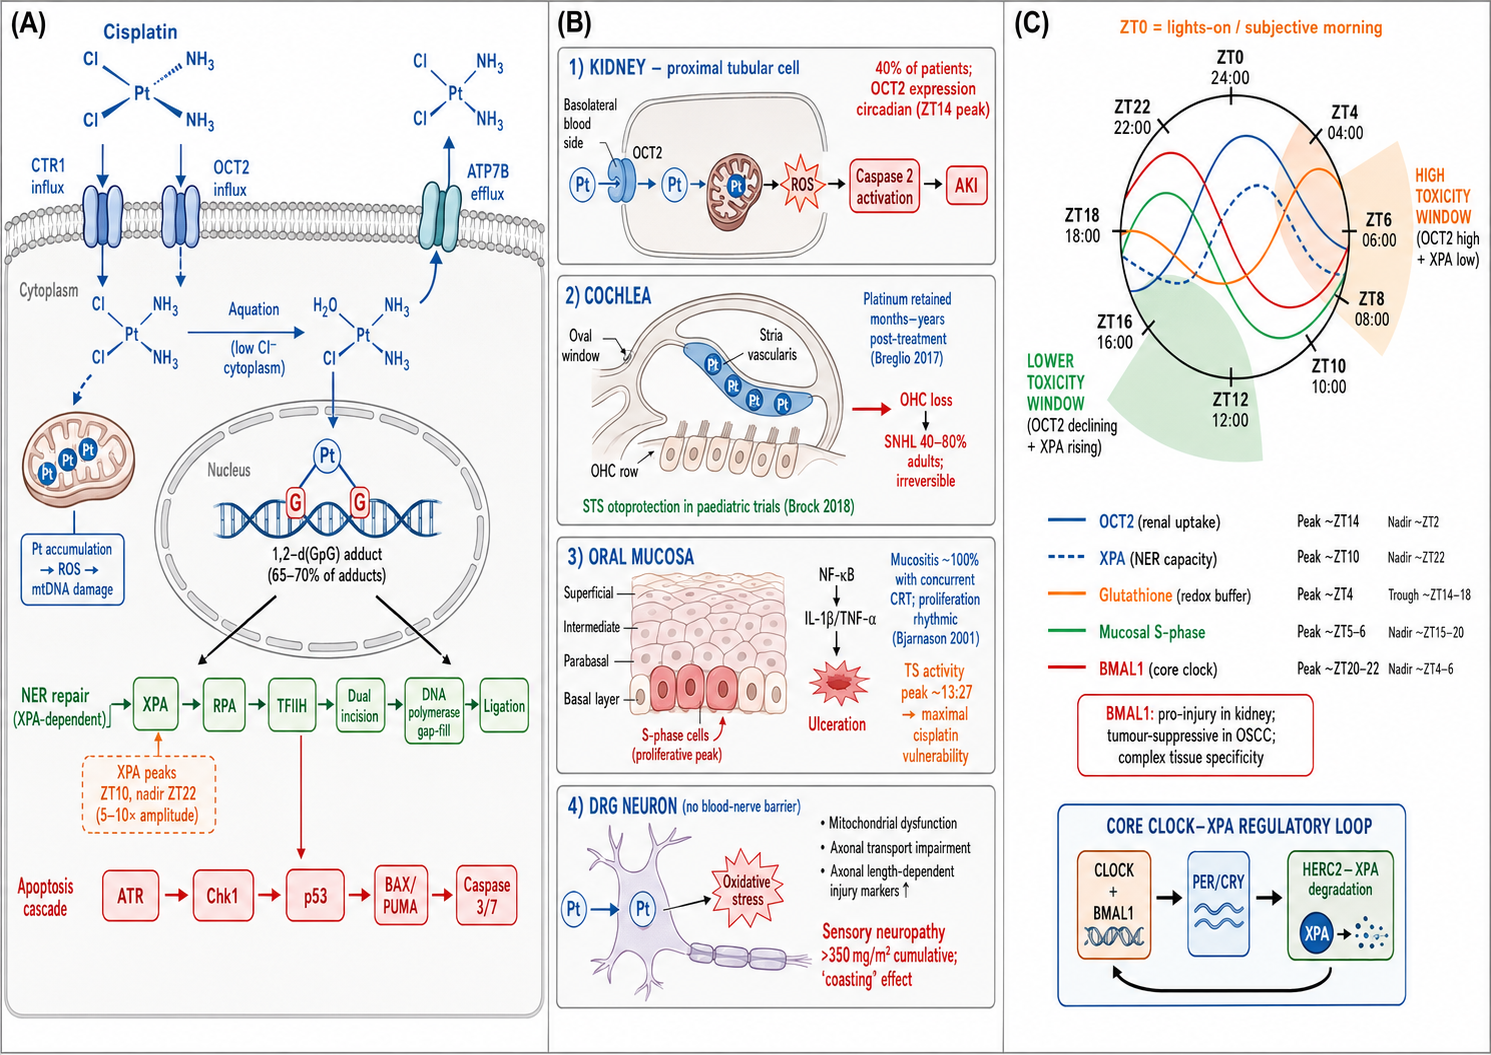 (A)
Cisplatin
Cl
NH₃
Pt
Cl
NH₃
CTR1
influx
OCT2
influx
Cl
NH₃
Pt
Cl
NH₃
ATP7B
efflux
Cytoplasm
Cl
NH₃
Pt
Cl
NH₃
Aquation
(low Cl⁻
cytoplasm)
H₂O
NH₃
Pt
Cl
NH₃
Pt
Pt
Pt
Pt accumulation
→ ROS →
mtDNA damage
Nucleus
Pt
G
G
1,2–d(GpG) adduct
(65–70% of adducts)
NER repair
(XPA-dependent)
XPA
RPA
TFIIH
Dual
incision
DNA
polymerase
gap-fill
Ligation
XPA peaks
ZT10, nadir ZT22
(5–10× amplitude)
Apoptosis
cascade
ATR
Chk1
p53
BAX/
PUMA
Caspase
3/7
(B)
1) KIDNEY – proximal tubular cell
40% of patients;
OCT2 expression
circadian (ZT14 peak)
Basolateral
blood
side
OCT2
Pt
Pt
Pt
ROS
Caspase 2
activation
AKI
2) COCHLEA
Oval
window
Stria
vascularis
Pt
Pt
Pt
Pt
OHC row
Platinum retained
months–years
post-treatment
(Breglio 2017)
OHC loss
SNHL 40–80%
adults;
irreversible
STS otoprotection in paediatric trials (Brock 2018)
3) ORAL MUCOSA
Superficial
Intermediate
Parabasal
Basal layer
S-phase cells
(proliferative peak)
NF-κB
IL-1β/TNF-α
Ulceration
Mucositis ~100%
with concurrent
CRT; proliferation
rhythmic
(Bjarnason 2001)
TS activity
peak ~13:27
→ maximal
cisplatin
vulnerability
4) DRG NEURON (no blood-nerve barrier)
Pt
Pt
Oxidative
stress
• Mitochondrial dysfunction
• Axonal transport impairment
• Axonal length-dependent
injury markers ↑
Sensory neuropathy
>350 mg/m² cumulative;
‘coasting’ effect
(C)
ZT0 = lights-on / subjective morning
ZT0
24:00
ZT22
22:00
ZT4
04:00
ZT18
18:00
ZT6
06:00
ZT16
16:00
ZT8
08:00
ZT12
12:00
ZT10
10:00
HIGH
TOXICITY
WINDOW
(OCT2 high
+ XPA low)
LOWER
TOXICITY
WINDOW
(OCT2 declining
+ XPA rising)
OCT2 (renal uptake) Peak ~ZT14 Nadir ~ZT2
XPA (NER capacity) Peak ~ZT10 Nadir ~ZT22
Glutathione (redox buffer) Peak ~ZT4 Trough ~ZT14–18
Mucosal S-phase Peak ~ZT5–6 Nadir ~ZT15–20
BMAL1 (core clock) Peak ~ZT20–22 Nadir ~ZT4–6
BMAL1: pro-injury in kidney;
tumour-suppressive in OSCC;
complex tissue specificity
CORE CLOCK–XPA REGULATORY LOOP
CLOCK
+
BMAL1
PER/CRY
HERC2–XPA
degradation
XPA